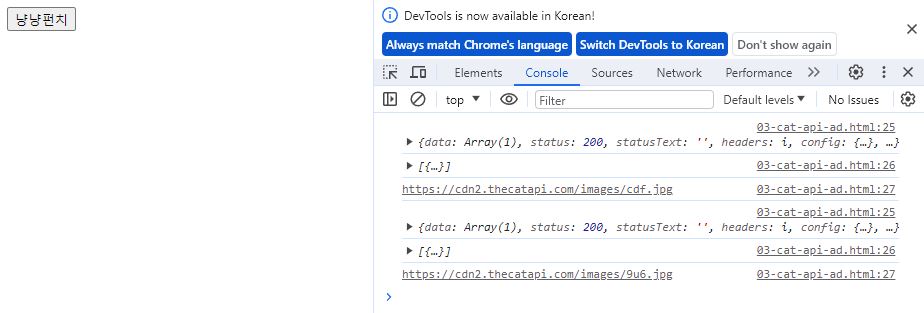 냥냥펀치
DevTools is now available in Korean!
Always match Chrome's language Switch DevTools to Korean Don't show again
Elements Console Sources Network Performance
top Filter Default levels No Issues
03-cat-api-ad.html:25
{data: Array(1), status: 200, statusText: '', headers: i, config: {…}, …}
[{…}] 03-cat-api-ad.html:26
https://cdn2.thecatapi.com/images/cdf.jpg 03-cat-api-ad.html:27
03-cat-api-ad.html:25
{data: Array(1), status: 200, statusText: '', headers: i, config: {…}, …}
[{…}] 03-cat-api-ad.html:26
https://cdn2.thecatapi.com/images/9u6.jpg 03-cat-api-ad.html:27